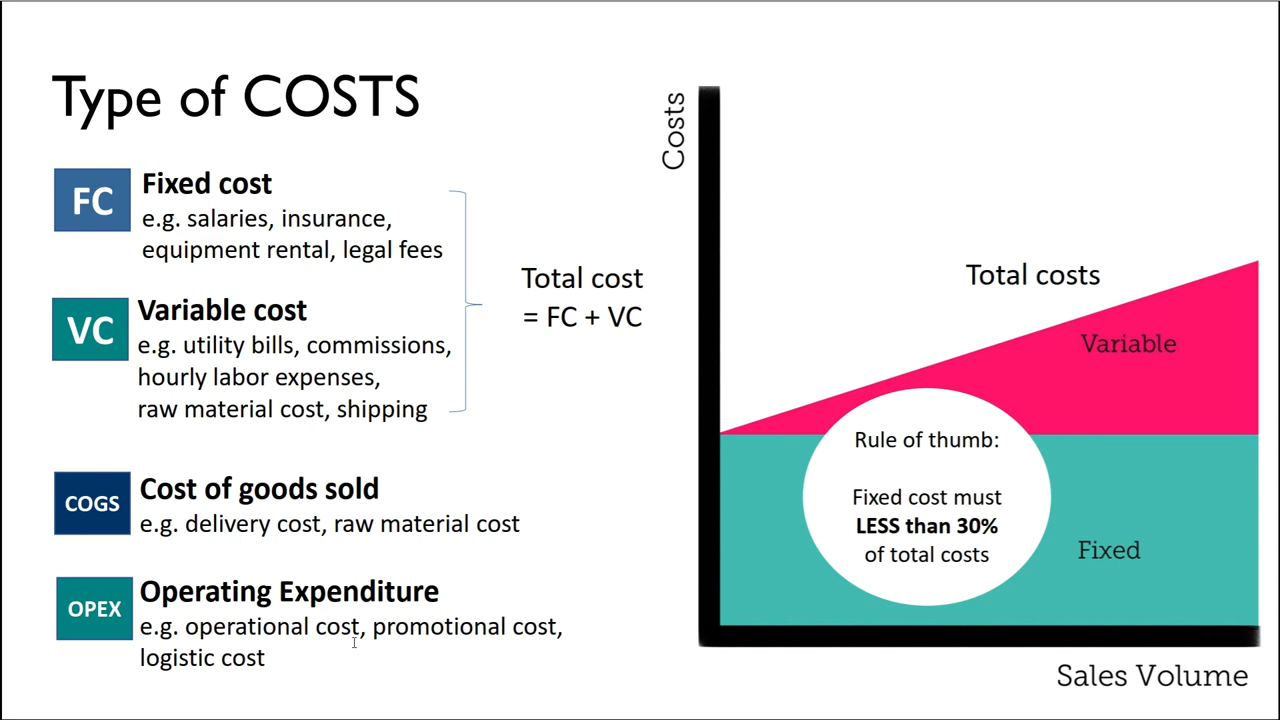 Type of COSTS
FC
Fixed cost
e.g. salaries, insurance,
equipment rental, legal fees
VC
Variable cost
e.g. utility bills, commissions,
hourly labor expenses,
raw material cost, shipping
Total cost
= FC + VC
COGS
Cost of goods sold
e.g. delivery cost, raw material cost
OPEX
Operating Expenditure
e.g. operational cost, promotional cost,
logistic cost
Costs
Total costs
Variable
Rule of thumb:
Fixed cost must
LESS than 30%
of total costs
Fixed
Sales Volume